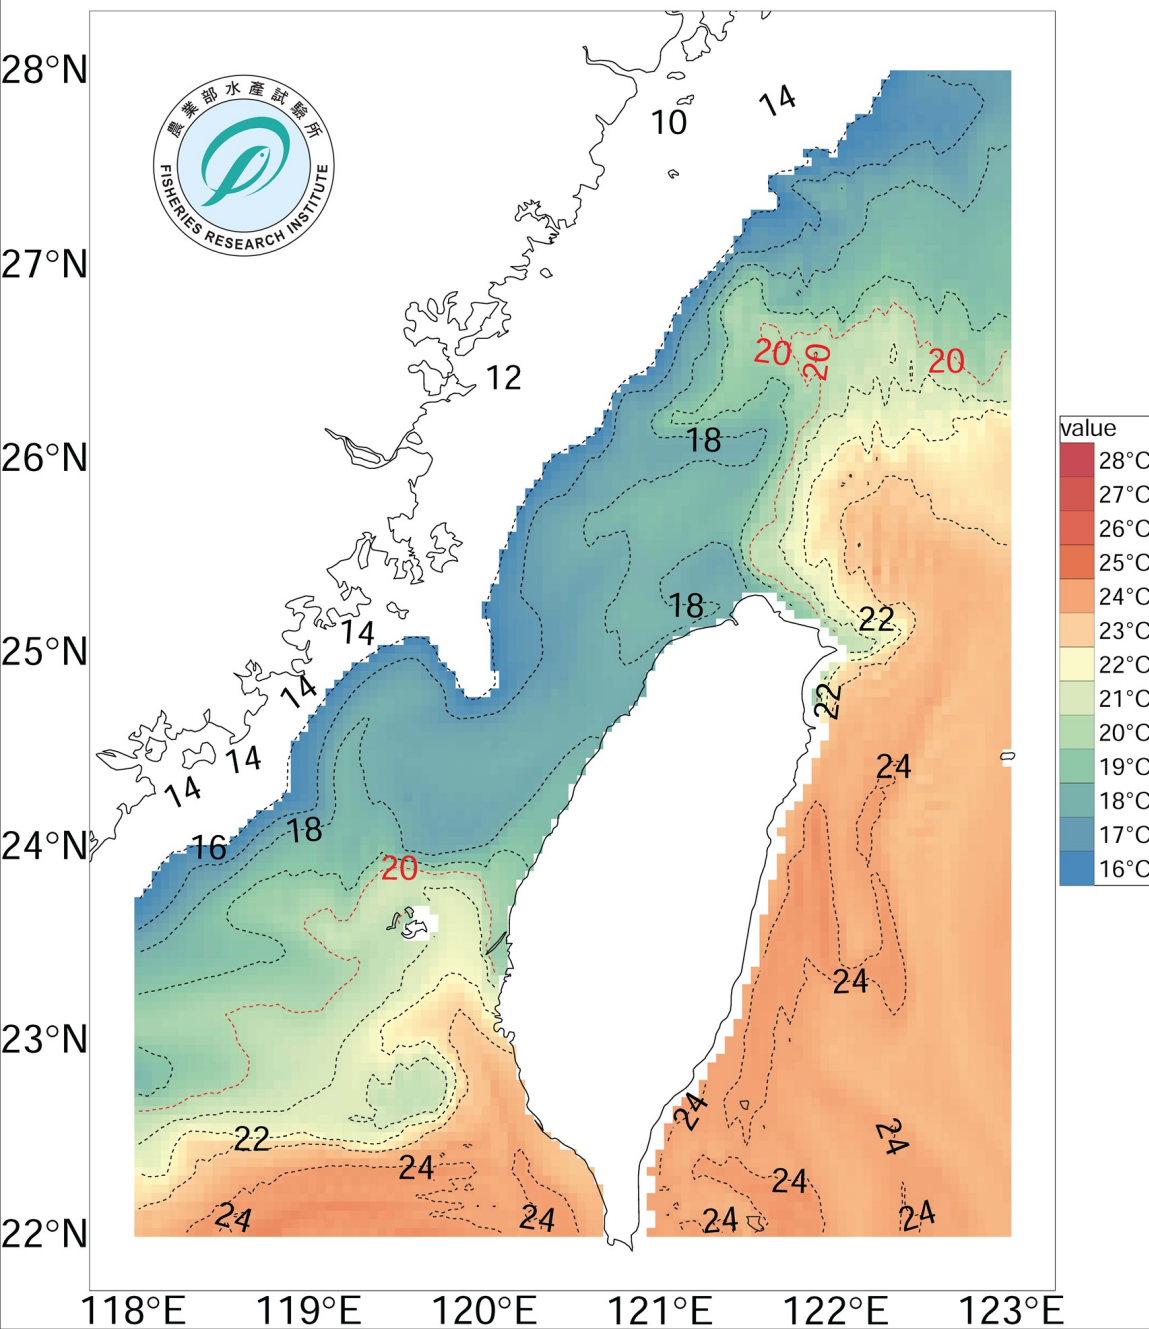 農業部水產試驗所
FISHERIES RESEARCH INSTITUTE
28°N
27°N
26°N
25°N
24°N
23°N
22°N
10
14
12
20
20
20
18
18
14
14
14
14
16
18
20
22
22
24
24
24
22
24
24
24
24
24
24
24
24
value
28°C
27°C
26°C
25°C
24°C
23°C
22°C
21°C
20°C
19°C
18°C
17°C
16°C
118°E
119°E
120°E
121°E
122°E
123°E